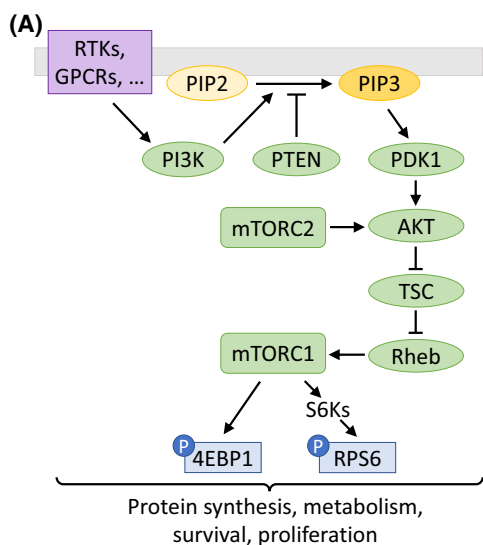 (A)
RTKs,
GPCRs, ...
PIP2
PIP3
PI3K
PTEN
PDK1
mTORC2
AKT
TSC
mTORC1
Rheb
S6Ks
P
4EBP1
P
RPS6
Protein synthesis, metabolism,
survival, proliferation